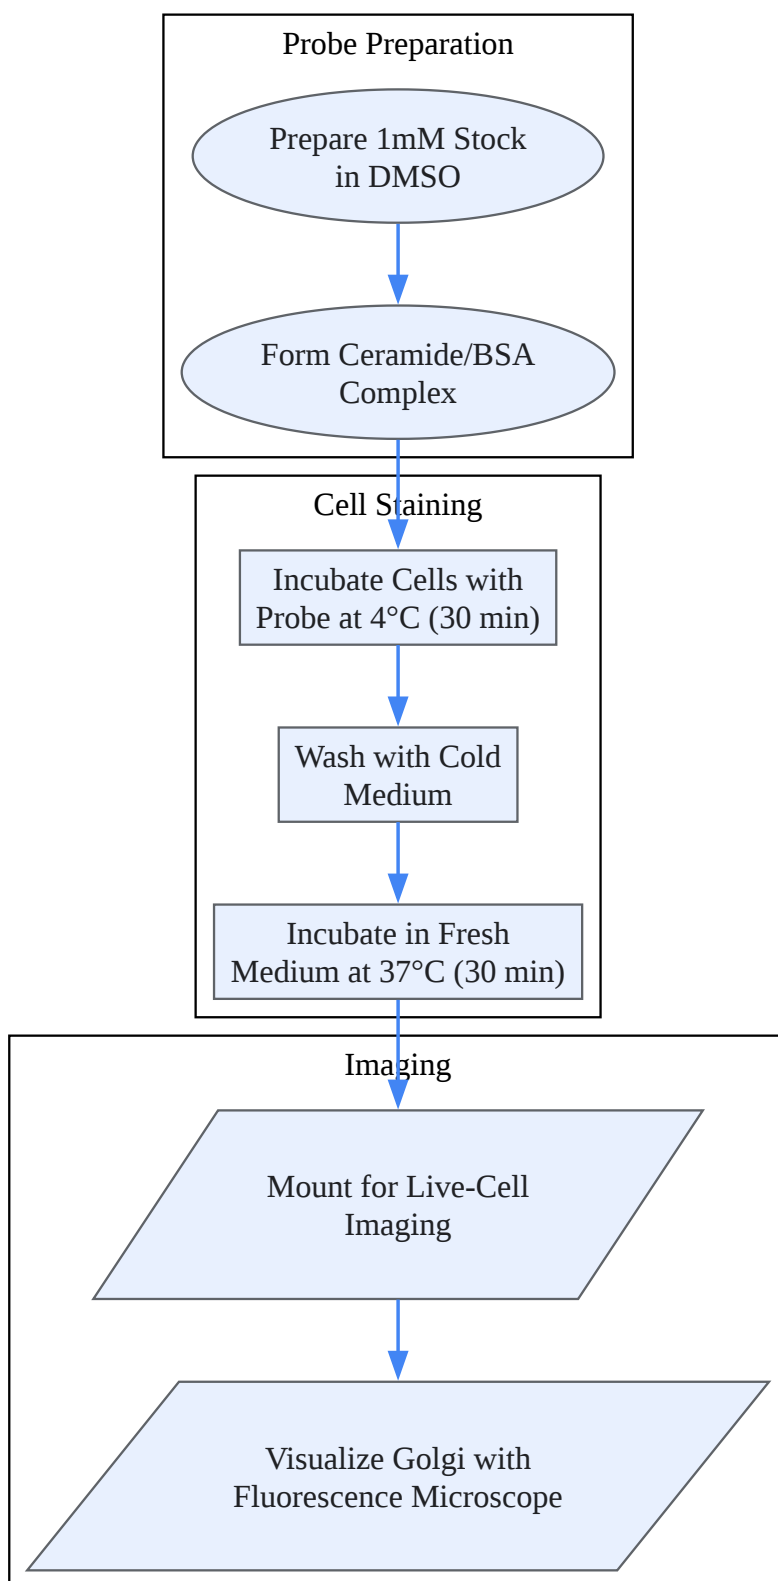 Probe Preparation
Prepare 1mM Stock
in DMSO
Form Ceramide/BSA
Complex
Cell Staining
Incubate Cells with
Probe at 4°C (30 min)
Wash with Cold
Medium
Incubate in Fresh
Medium at 37°C (30 min)
Imaging
Mount for Live-Cell
Imaging
Visualize Golgi with
Fluorescence Microscope